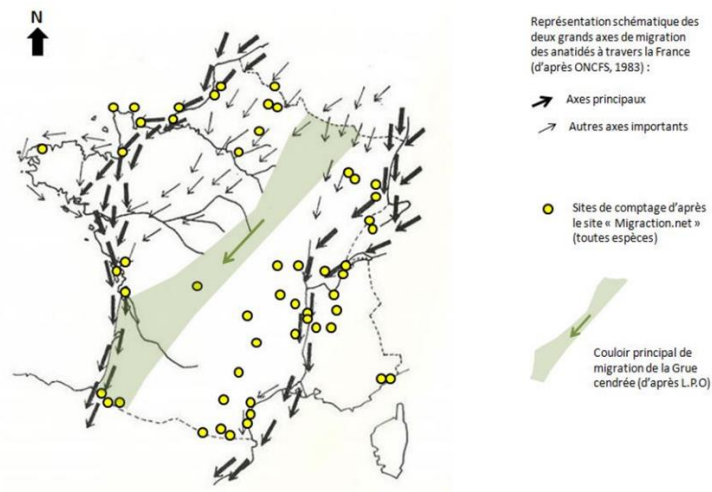 N
Représentation schématique des
deux grands axes de migration
des anatidés à travers la France
(d'après ONCFS, 1983) :
Axes principaux
Autres axes importants
Sites de comptage d'après
le site « Migraction.net »
(toutes espèces)
Couloir principal de
migration de la Grue
cendrée (d'après L.P.O)